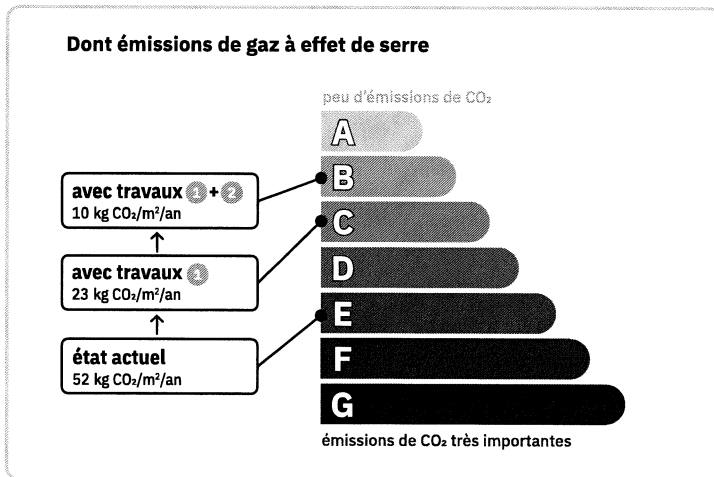 Dont émissions de gaz à effet de serre
peu d'émissions de CO₂
A
B
C
D
E
F
G
émissions de CO₂ très importantes
avec travaux 1 + 2
10 kg CO₂/m²/an
avec travaux 1
23 kg CO₂/m²/an
état actuel
52 kg CO₂/m²/an